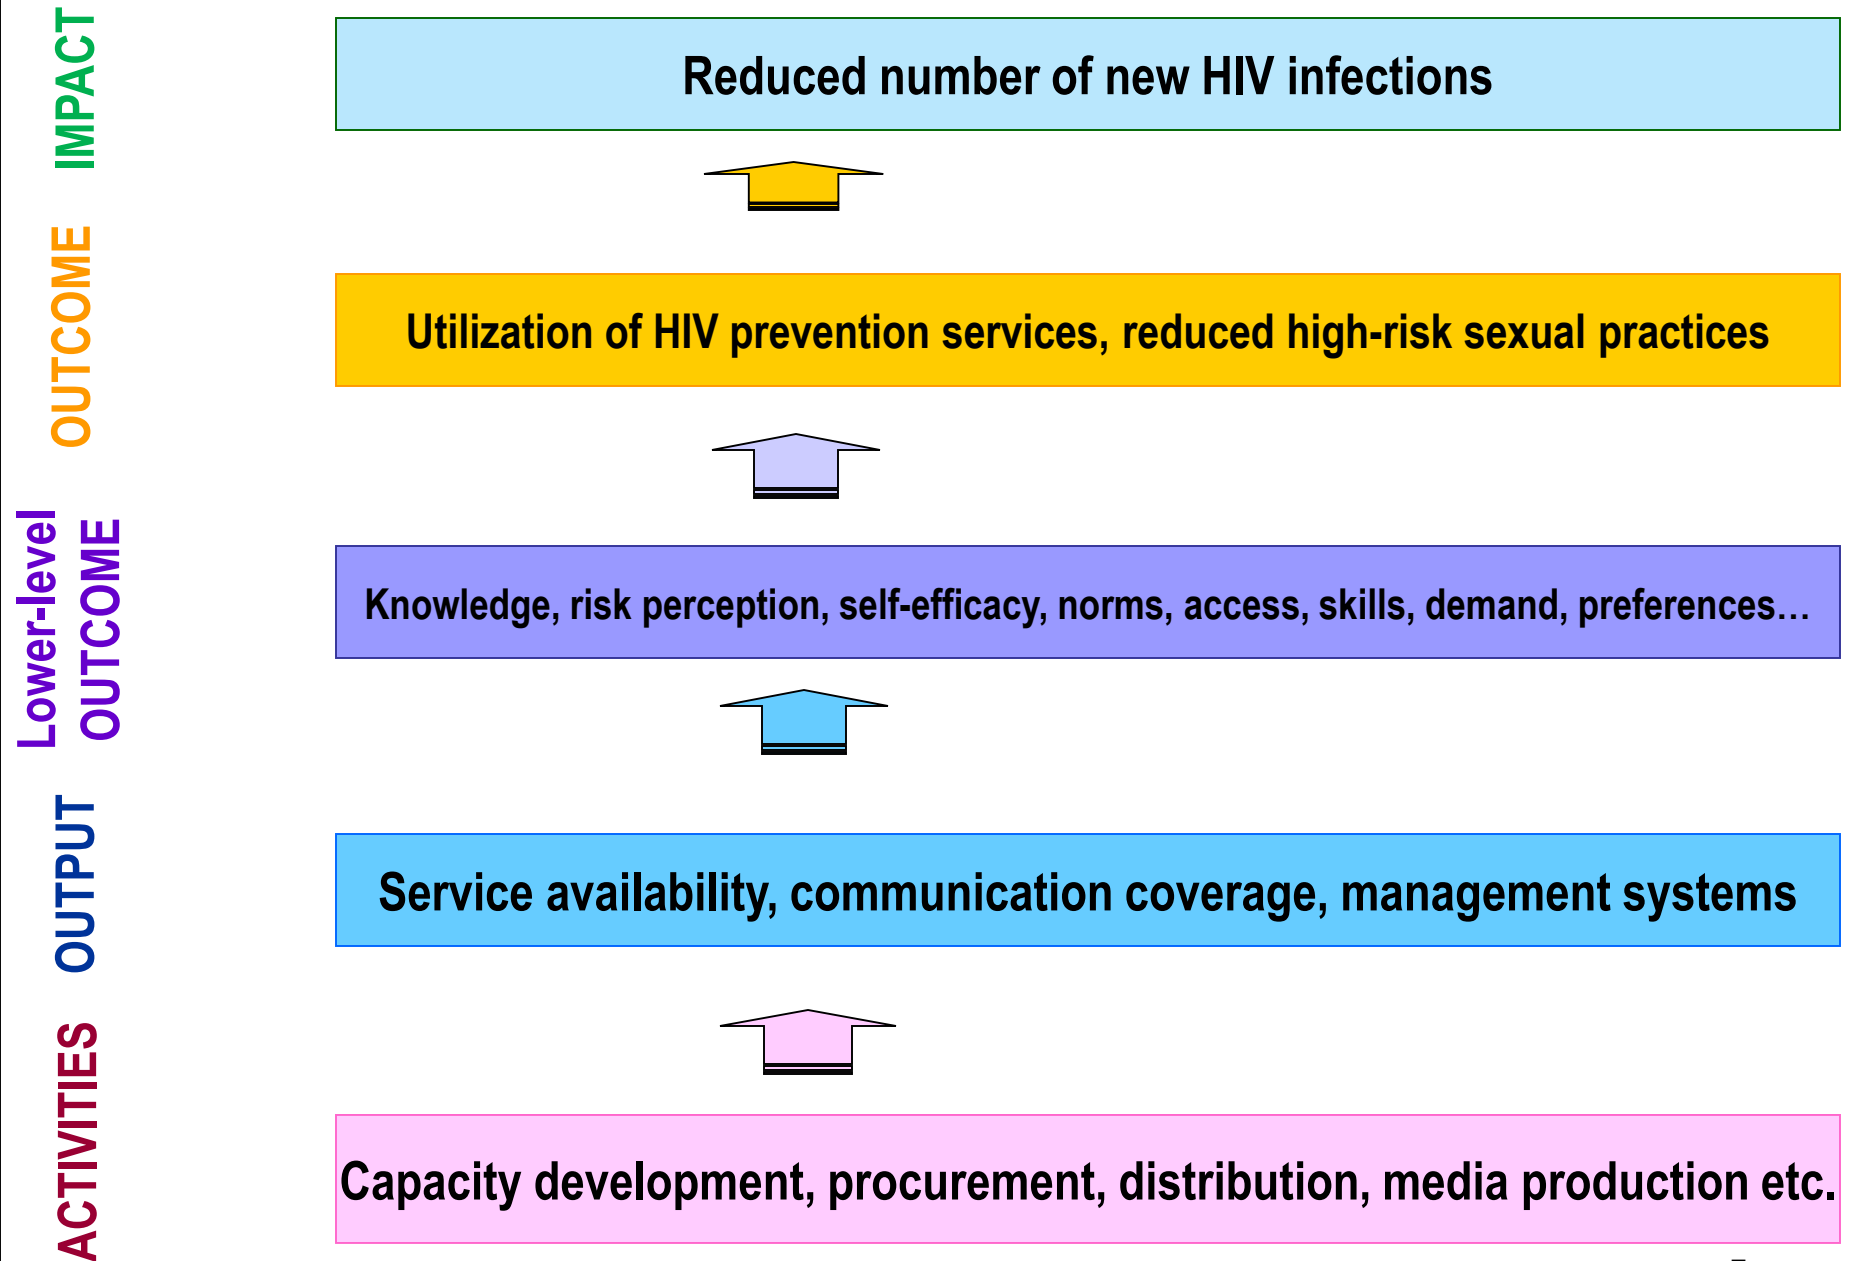 IMPACT
Reduced number of new HIV infections
OUTCOME
Utilization of HIV prevention services, reduced high-risk sexual practices
Lower-level
OUTCOME
Knowledge, risk perception, self-efficacy, norms, access, skills, demand, preferences…
OUTPUT
Service availability, communication coverage, management systems
ACTIVITIES
Capacity development, procurement, distribution, media production etc.